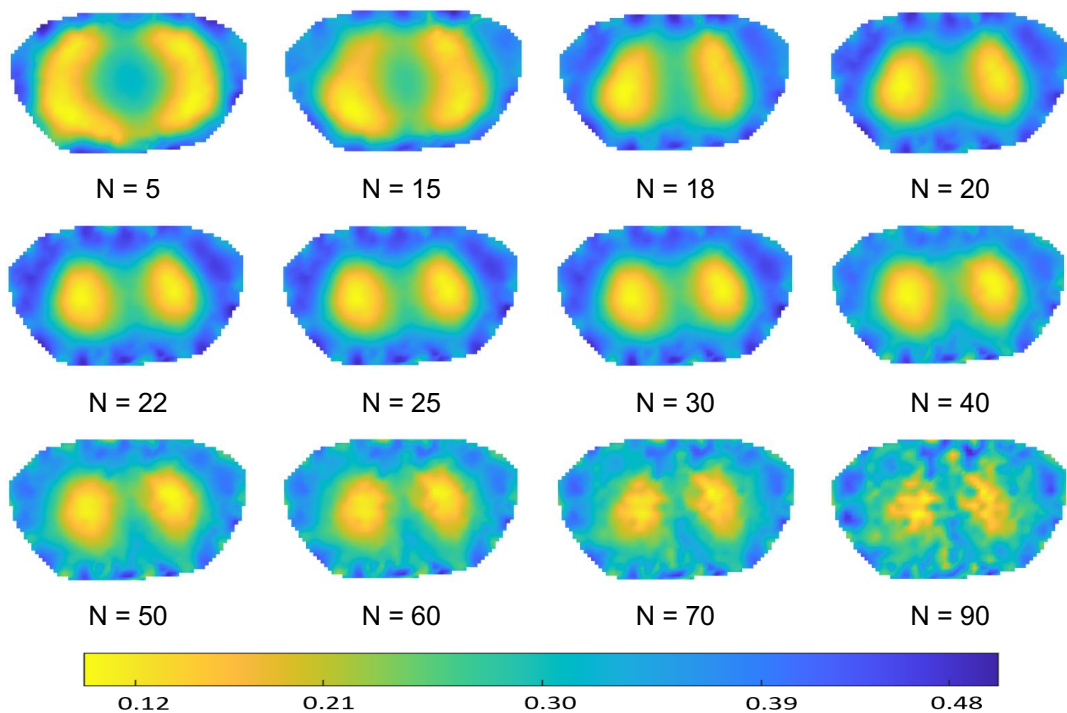 N = 5 N = 15 N = 18 N = 20
N = 22 N = 25 N = 30 N = 40
N = 50 N = 60 N = 70 N = 90
0.12 0.21 0.30 0.39 0.48